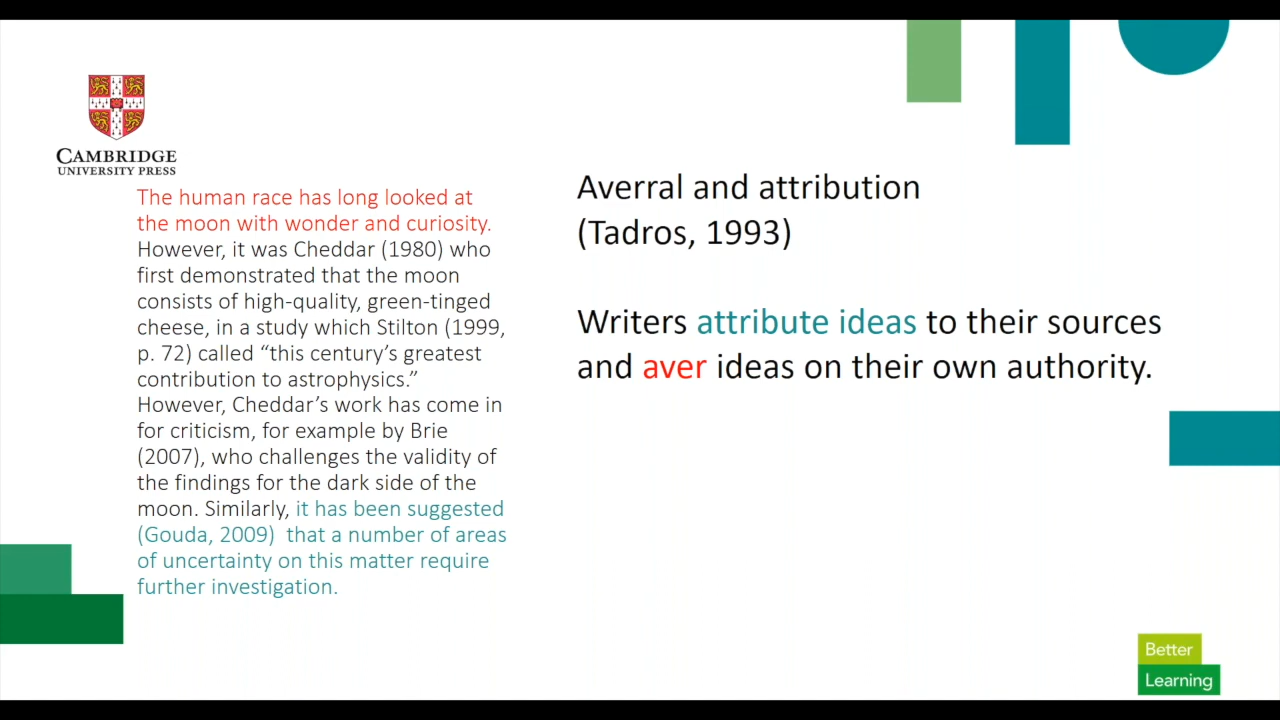 CAMBRIDGE
UNIVERSITY PRESS
The human race has long looked at
the moon with wonder and curiosity.
However, it was Cheddar (1980) who
first demonstrated that the moon
consists of high-quality, green-tinged
cheese, in a study which Stilton (1999,
p. 72) called “this century’s greatest
contribution to astrophysics.”
However, Cheddar’s work has come in
for criticism, for example by Brie
(2007), who challenges the validity of
the findings for the dark side of the
moon. Similarly, it has been suggested
(Gouda, 2009)  that a number of areas
of uncertainty on this matter require
further investigation.
Averral and attribution
(Tadros, 1993)
Writers attribute ideas to their sources
and aver ideas on their own authority.
Better
Learning